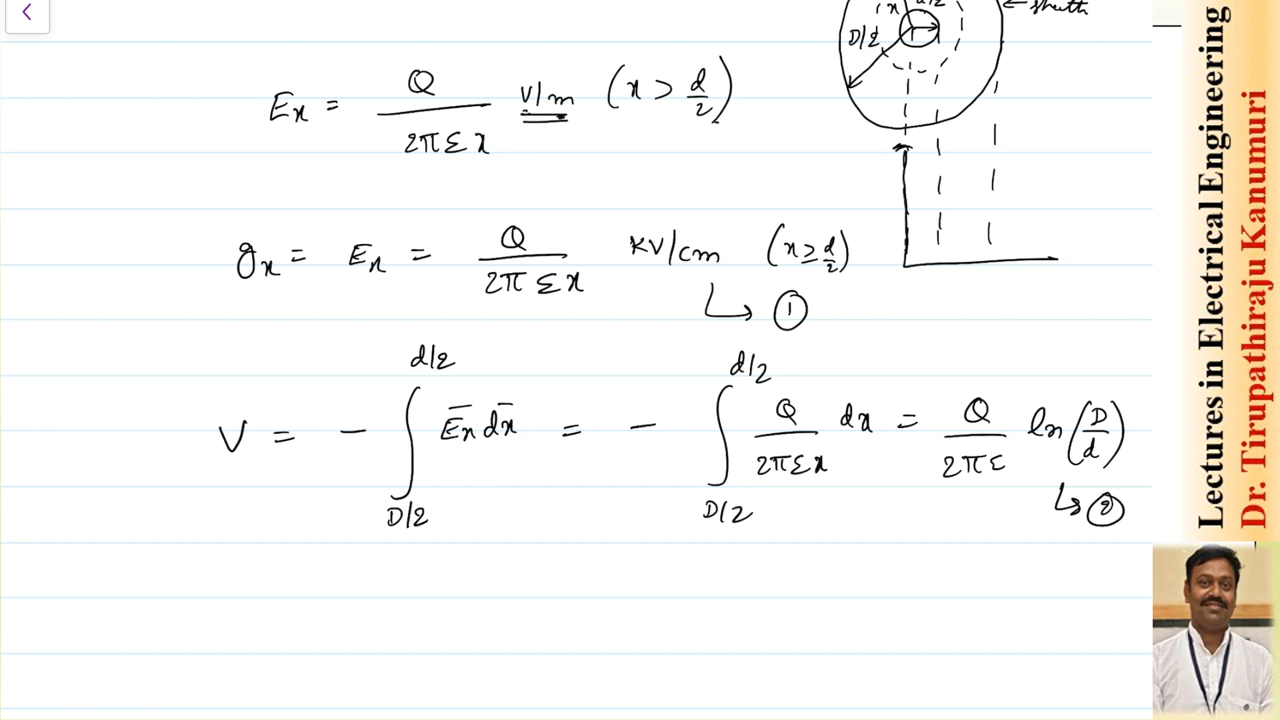 ← sheath
x d/2
D/2
Ex = Q / 2πεx V/m (x > d/2)
gx = Ex = Q / 2πεx KV/cm (x ≥ d/2)
↳ ①
V = - ∫_{D/2}^{d/2} E̅x dx̅ = - ∫_{D/2}^{d/2} Q / 2πεx dx = Q / 2πε ln(D/d)
↳ ②
Lectures in Electrical Engineering
Dr. Tirupathiraju Kanumuri